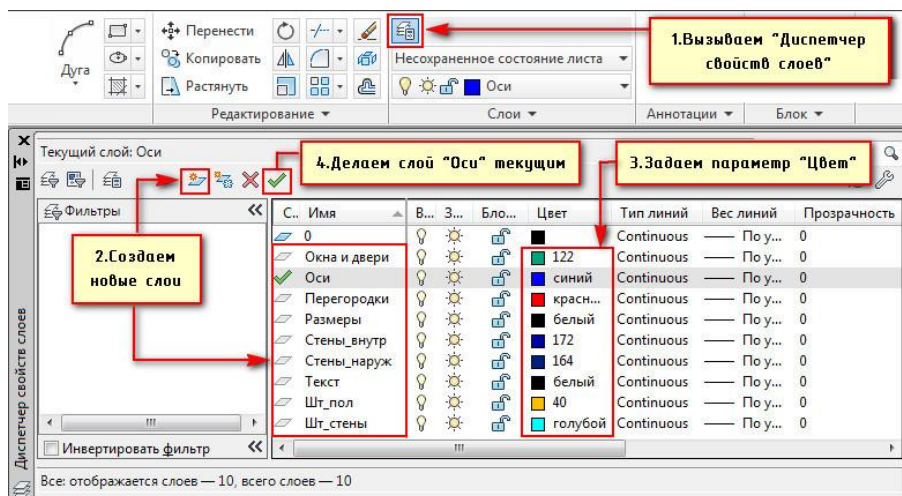 Перенести
Копировать
Растянуть
Дуга
Редактирование
Несохраненное состояние листа
Оси
Слои
Аннотации
Блок
1.Вызываем "Диспетчер
свойств слоев"
Текущий слой: Оси
4.Делаем слой "Оси" текущим
3.Задаем параметр "Цвет"
Фильтры
2.Создаем
новые слои
С.. Имя В... З... Бло... Цвет Тип линий Вес линий Прозрачность
0 Continuous По у... 0
Окна и двери 122 Continuous По у... 0
Оси синий Continuous По у... 0
Перегородки красн... Continuous По у... 0
Размеры белый Continuous По у... 0
Стены_внутр 172 Continuous По у... 0
Стены_наруж 164 Continuous По у... 0
Текст белый Continuous По у... 0
Шт_пол 40 Continuous По у... 0
Шт_стены голубой Continuous По у... 0
Инвертировать фильтр
Диспетчер свойств слоев
Все: отображается слоев — 10, всего слоев — 10